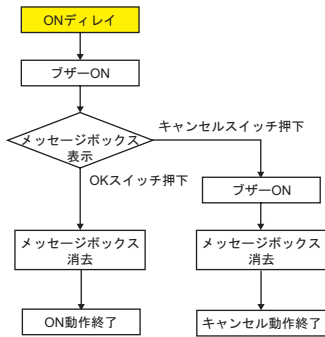 ONディレイ
ブザーON
メッセージボックス
表示
キャンセルスイッチ押下
OKスイッチ押下
ブザーON
メッセージボックス
消去
メッセージボックス
消去
ON動作終了
キャンセル動作終了